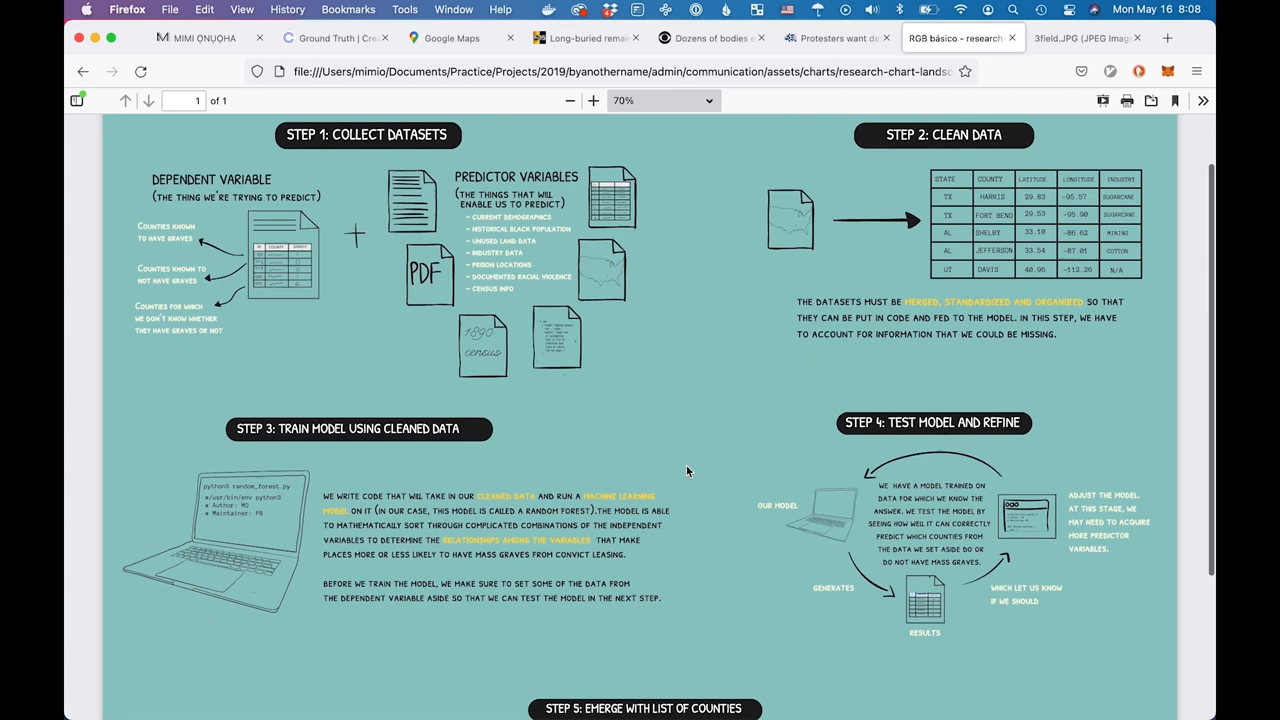 Firefox File Edit View History Bookmarks Tools Window Help Mon May 16 8:08
MIMI ỌNỤỌHA
Ground Truth | Crea
Google Maps
Long-buried remai
Dozens of bodies e
Protesters want de
RGB básico - research-
3field.JPG (JPEG Imag
file:///Users/mimio/Documents/Practice/Projects/2019/byanothername/admin/communication/assets/charts/research-chart-landsc
1 of 1
70%
STEP 1: COLLECT DATASETS
DEPENDENT VARIABLE
(THE THING WE'RE TRYING TO PREDICT)
COUNTIES KNOWN
TO HAVE GRAVES
COUNTIES KNOWN TO
NOT HAVE GRAVES
COUNTIES FOR WHICH
WE DON'T KNOW WHETHER
THEY HAVE GRAVES OR NOT
+
PDF
1890
census
PREDICTOR VARIABLES
(THE THINGS THAT WILL
ENABLE US TO PREDICT)
- CURRENT DEMOGRAPHICS
- HISTORICAL BLACK POPULATION
- UNUSED LAND DATA
- INDUSTRY DATA
- PRISON LOCATIONS
- DOCUMENTED RACIAL VIOLENCE
- CENSUS INFO
STEP 2: CLEAN DATA
STATE COUNTY LATITUDE LONGITUDE INDUSTRY
TX HARRIS 29.83 -95.57 SUGARCANE
TX FORT BEND 29.53 -95.90 SUGARCANE
AL SHELBY 33.10 -86.62 MINING
AL JEFFERSON 33.54 -87.01 COTTON
UT DAVIS 40.96 -112.26 N/A
THE DATASETS MUST BE MERGED, STANDARDIZED AND ORGANIZED SO THAT
THEY CAN BE PUT IN CODE AND FED TO THE MODEL. IN THIS STEP, WE HAVE
TO ACCOUNT FOR INFORMATION THAT WE COULD BE MISSING.
STEP 3: TRAIN MODEL USING CLEANED DATA
python3 random_forest.py
#/usr/bin/env python3
# Author: MO
# Maintainer: PB
WE WRITE CODE THAT WILL TAKE IN OUR CLEANED DATA AND RUN A MACHINE LEARNING
MODEL ON IT (IN OUR CASE, THIS MODEL IS CALLED A RANDOM FOREST).THE MODEL IS ABLE
TO MATHEMATICALLY SORT THROUGH COMPLICATED COMBINATIONS OF THE INDEPENDENT
VARIABLES TO DETERMINE THE RELATIONSHIPS AMONG THE VARIABLES THAT MAKE
PLACES MORE OR LESS LIKELY TO HAVE MASS GRAVES FROM CONVICT LEASING.
BEFORE WE TRAIN THE MODEL, WE MAKE SURE TO SET SOME OF THE DATA FROM
THE DEPENDENT VARIABLE ASIDE SO THAT WE CAN TEST THE MODEL IN THE NEXT STEP.
STEP 4: TEST MODEL AND REFINE
OUR MODEL
WE HAVE A MODEL TRAINED ON
DATA FOR WHICH WE KNOW THE
ANSWER. WE TEST THE MODEL BY
SEEING HOW WELL IT CAN CORRECTLY
PREDICT WHICH COUNTIES FROM
THE DATA WE SET ASIDE DO OR
DO NOT HAVE MASS GRAVES.
ADJUST THE MODEL.
AT THIS STAGE, WE
MAY NEED TO ACQUIRE
MORE PREDICTOR
VARIABLES.
GENERATES
WHICH LET US KNOW
IF WE SHOULD
RESULTS
STEP 5: EMERGE WITH LIST OF COUNTIES